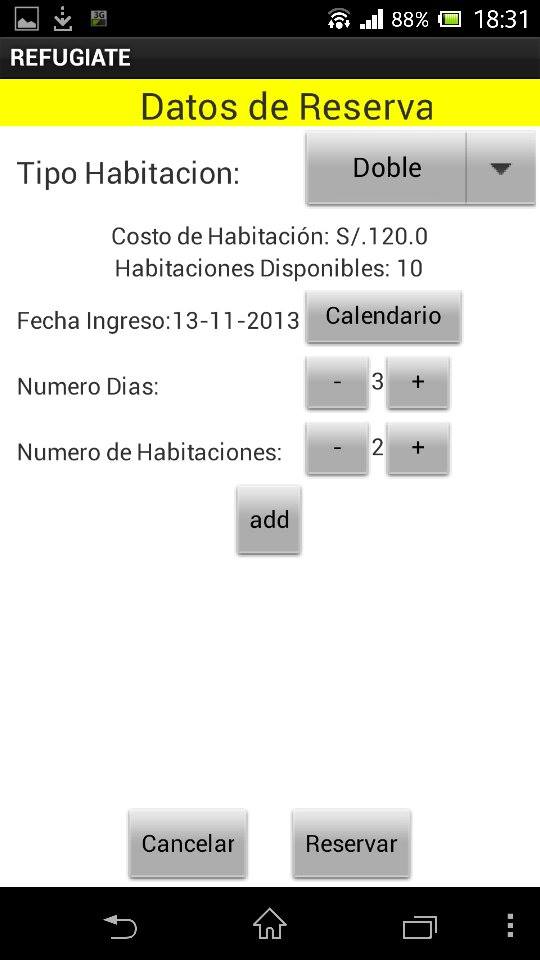 3G 88% 18:31
REFUGIATE
Datos de Reserva
Tipo Habitacion: Doble
Costo de Habitación: S/.120.0
Habitaciones Disponibles: 10
Fecha Ingreso:13-11-2013 Calendario
Numero Dias: - 3 +
Numero de Habitaciones: - 2 +
add
Cancelar Reservar